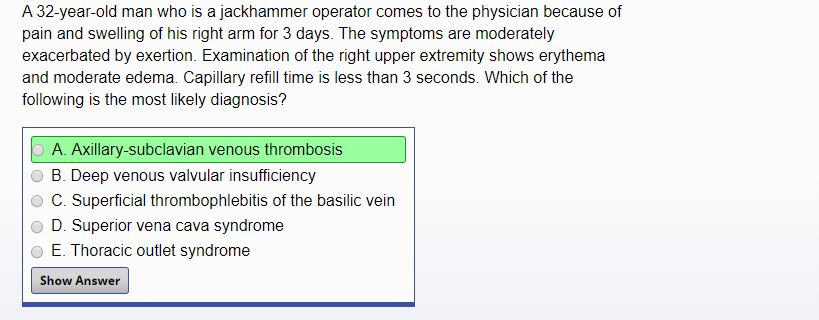 A 32-year-old man who is a jackhammer operator comes to the physician because of
pain and swelling of his right arm for 3 days. The symptoms are moderately
exacerbated by exertion. Examination of the right upper extremity shows erythema
and moderate edema. Capillary refill time is less than 3 seconds. Which of the
following is the most likely diagnosis?
A. Axillary-subclavian venous thrombosis
B. Deep venous valvular insufficiency
C. Superficial thrombophlebitis of the basilic vein
D. Superior vena cava syndrome
E. Thoracic outlet syndrome
Show Answer